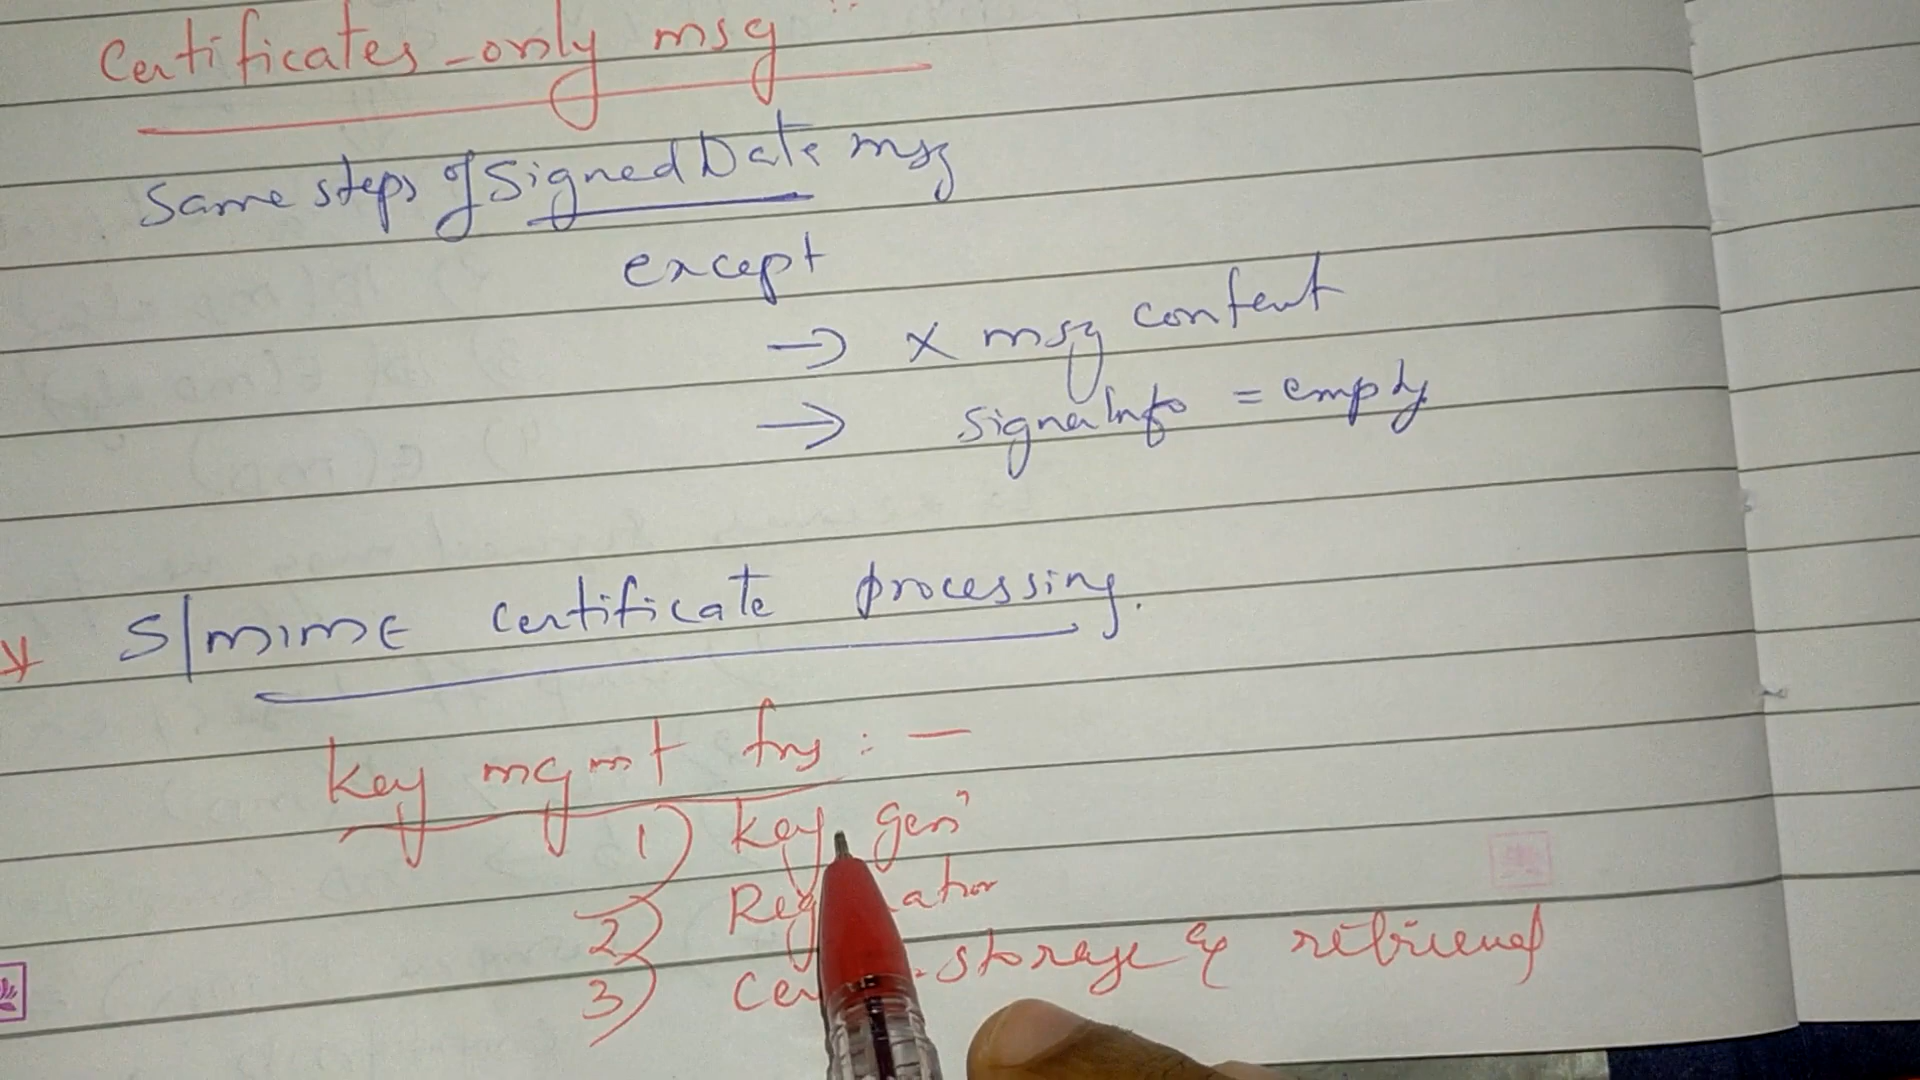 Certificates-only msg
Same steps of SignedData msg
except
→ x msg content
→ signerInfo = empty
* S/MIME certificate processing.
key mgmt fns : —
1) key gen'
2)
3) storage & retrieval